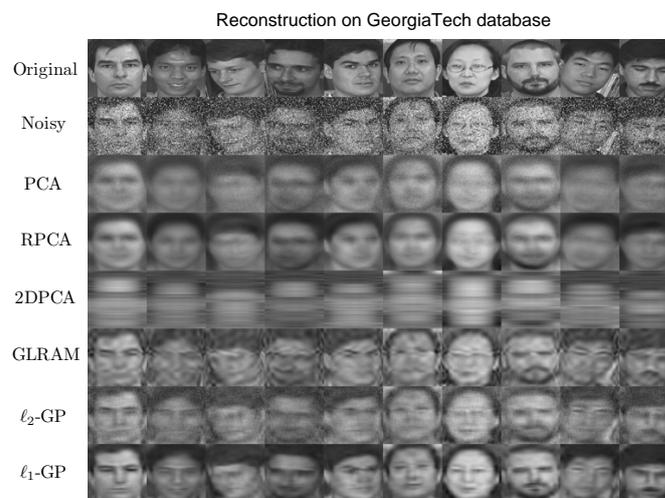 Reconstruction on GeorgiaTech database
Original
Noisy
PCA
RPCA
2DPCA
GLRAM
ℓ₂-GP
ℓ₁-GP